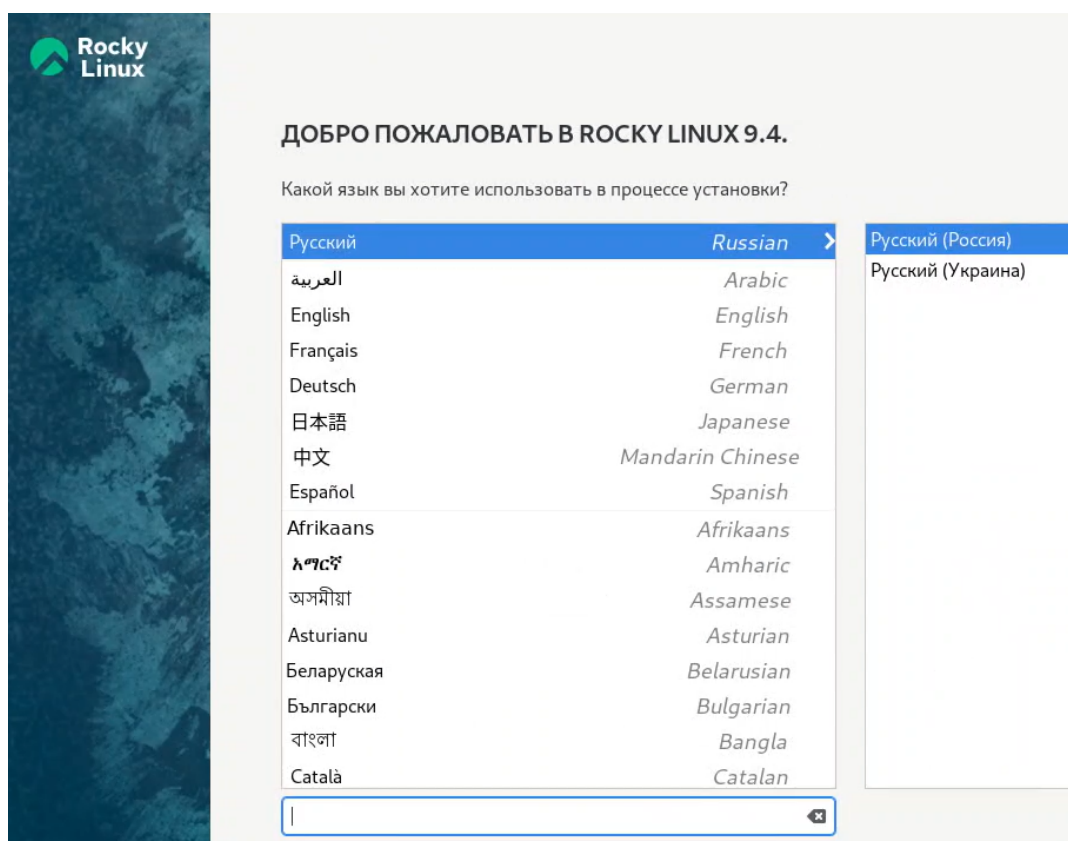 Rocky
Linux
ДОБРО ПОЖАЛОВАТЬ В ROCKY LINUX 9.4.
Какой язык вы хотите использовать в процессе установки?
Русский Russian
العربية Arabic
English English
Français French
Deutsch German
日本語 Japanese
中文 Mandarin Chinese
Español Spanish
Afrikaans Afrikaans
አማርኛ Amharic
অসমীয়া Assamese
Asturianu Asturian
Беларуская Belarusian
Български Bulgarian
বাংলা Bangla
Català Catalan
Русский (Россия)
Русский (Украина)